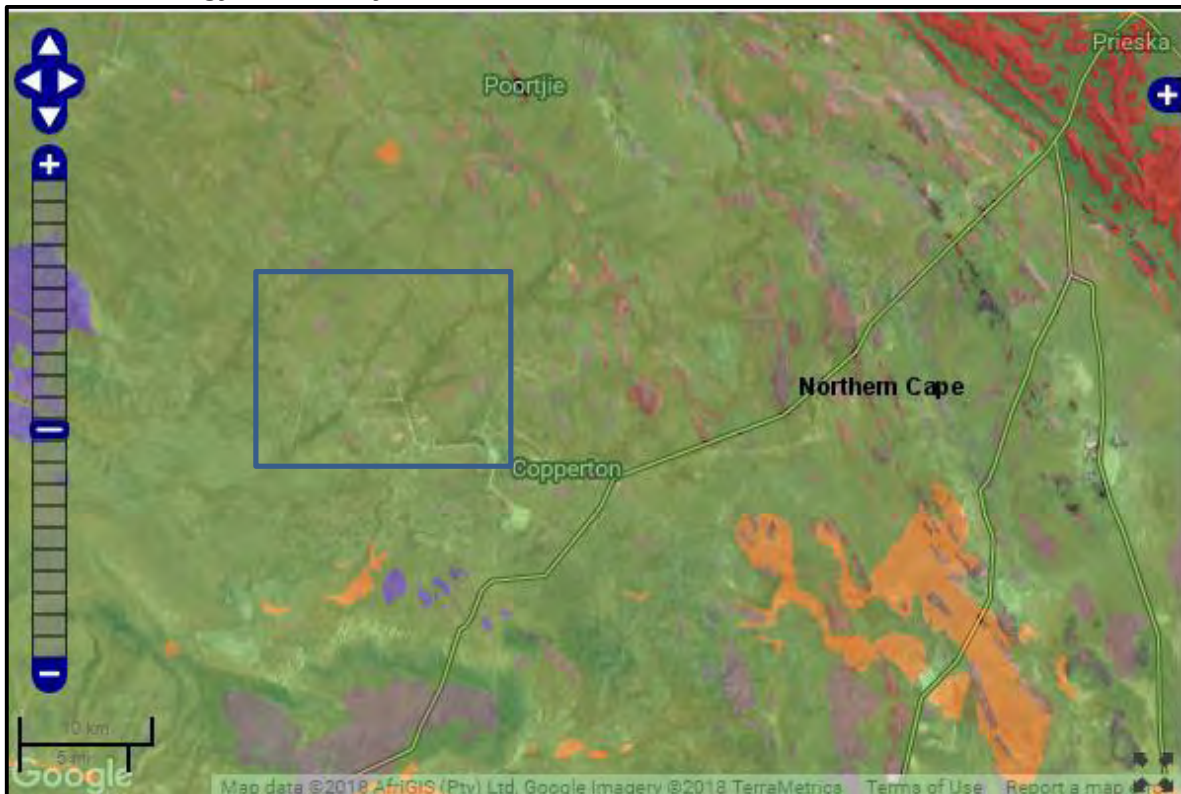 Prieska
Poortjie
Northern Cape
Copperton
10 km
5 mi
Google
Map data ©2018 AfriGIS (Pty) Ltd, Google Imagery ©2018 TerraMetrics Terms of Use Report a map error